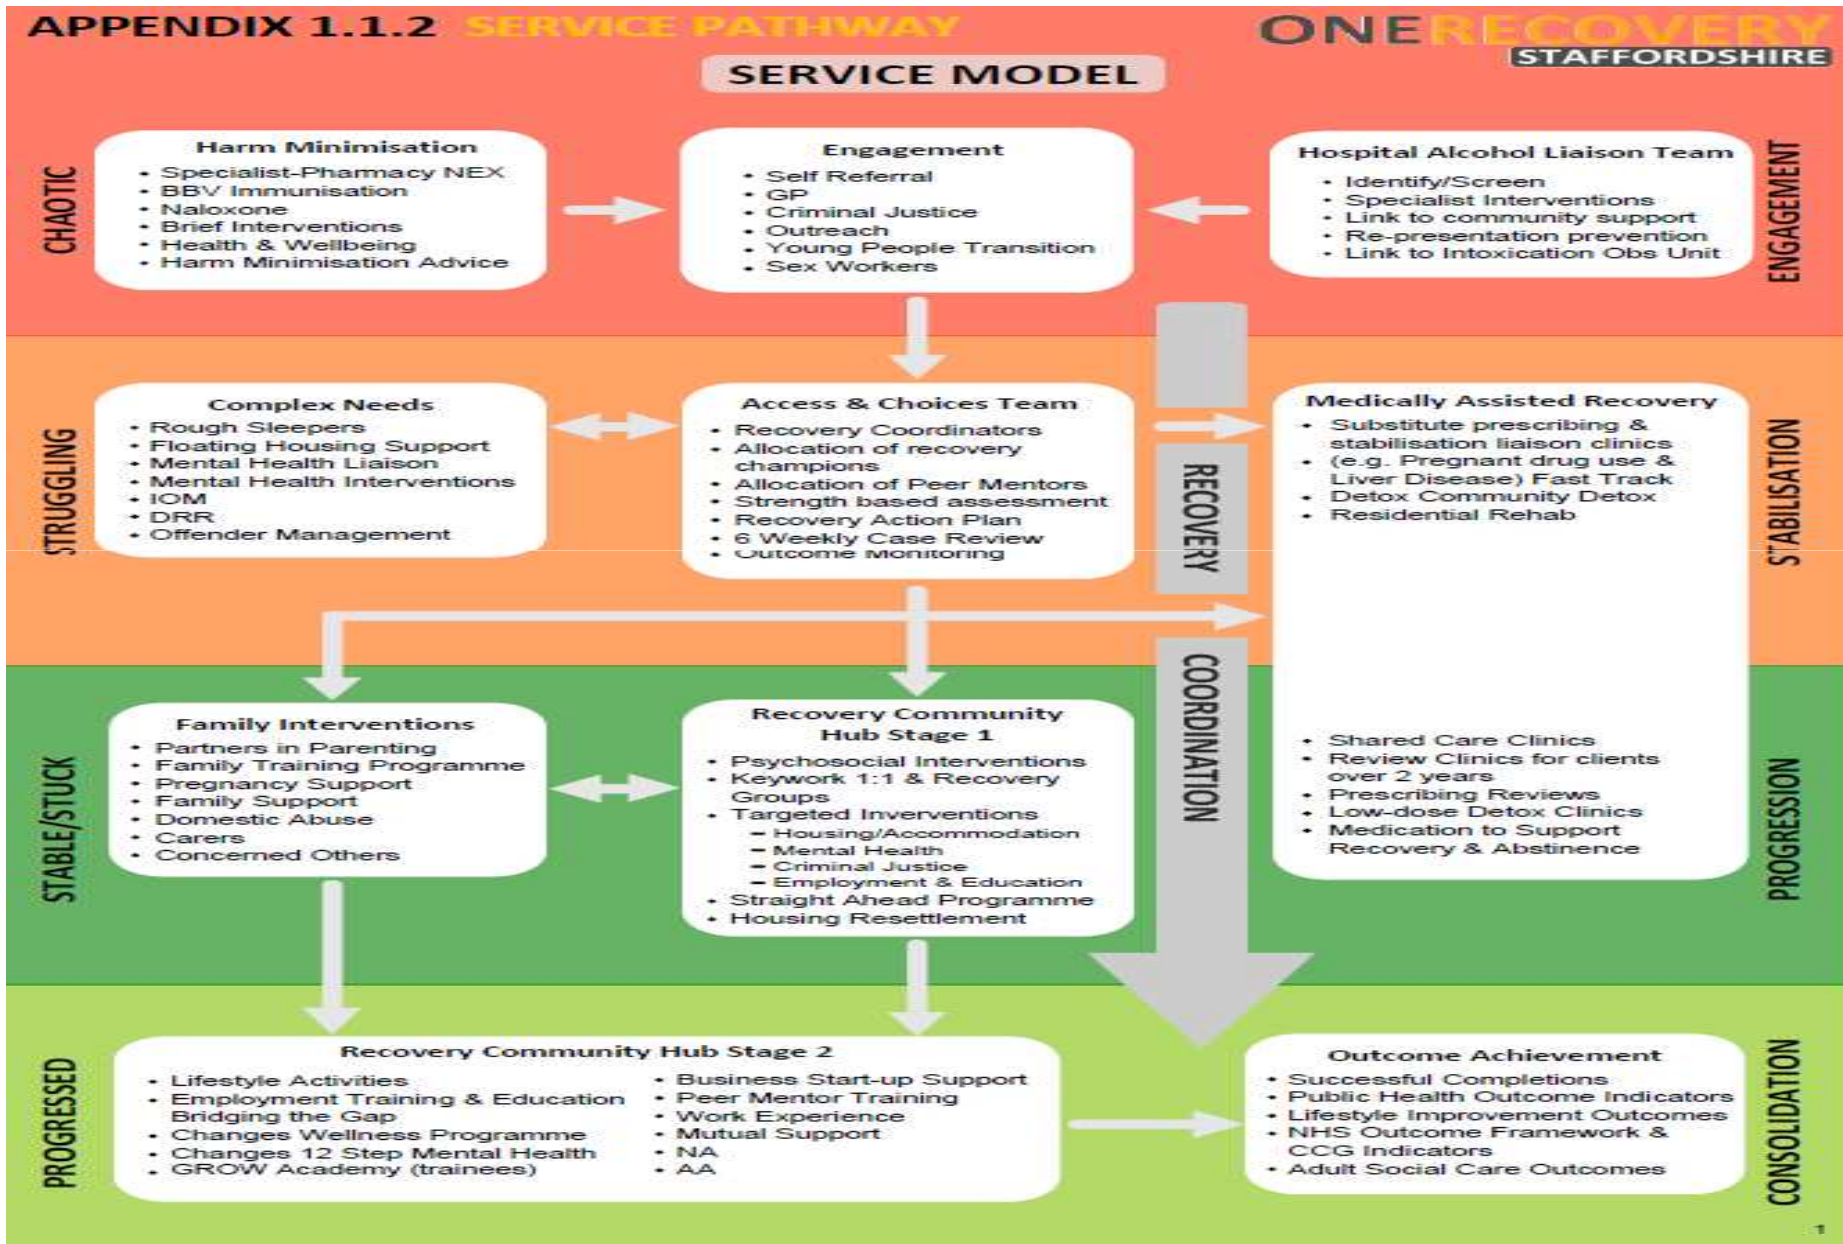 APPENDIX 1.1.2 SERVICE PATHWAY
ONERECOVERY
STAFFORDSHIRE
SERVICE MODEL
CHAOTIC
Harm Minimisation
• Specialist-Pharmacy NEX
• BBV Immunisation
• Naloxone
• Brief Interventions
• Health & Wellbeing
• Harm Minimisation Advice
Engagement
• Self Referral
• GP
• Criminal Justice
• Outreach
• Young People Transition
• Sex Workers
Hospital Alcohol Liaison Team
• Identify/Screen
• Specialist Interventions
• Link to community support
• Re-presentation prevention
• Link to Intoxication Obs Unit
ENGAGEMENT
STRUGGLING
Complex Needs
• Rough Sleepers
• Floating Housing Support
• Mental Health Liaison
• Mental Health Interventions
• IOM
• DRR
• Offender Management
Access & Choices Team
• Recovery Coordinators
• Allocation of recovery
champions
• Allocation of Peer Mentors
• Strength based assessment
• Recovery Action Plan
• 6 Weekly Case Review
• Outcome Monitoring
RECOVERY
COORDINATION
Medically Assisted Recovery
• Substitute prescribing &
stabilisation liaison clinics
• (e.g. Pregnant drug use &
Liver Disease) Fast Track
• Detox Community Detox
• Residential Rehab
• Shared Care Clinics
• Review Clinics for clients
over 2 years
• Prescribing Reviews
• Low-dose Detox Clinics
• Medication to Support
Recovery & Abstinence
STABILISATION
STABLE/STUCK
Family Interventions
• Partners in Parenting
• Family Training Programme
• Pregnancy Support
• Family Support
• Domestic Abuse
• Carers
• Concerned Others
Recovery Community
Hub Stage 1
• Psychosocial Interventions
• Keywork 1:1 & Recovery
Groups
• Targeted Inverventions
– Housing/Accommodation
– Mental Health
– Criminal Justice
– Employment & Education
• Straight Ahead Programme
• Housing Resettlement
PROGRESSION
PROGRESSED
Recovery Community Hub Stage 2
• Lifestyle Activities
• Employment Training & Education
Bridging the Gap
• Changes Wellness Programme
• Changes 12 Step Mental Health
• GROW Academy (trainees)
• Business Start-up Support
• Peer Mentor Training
• Work Experience
• Mutual Support
• NA
• AA
Outcome Achievement
• Successful Completions
• Public Health Outcome Indicators
• Lifestyle Improvement Outcomes
• NHS Outcome Framework &
CCG Indicators
• Adult Social Care Outcomes
CONSOLIDATION
1